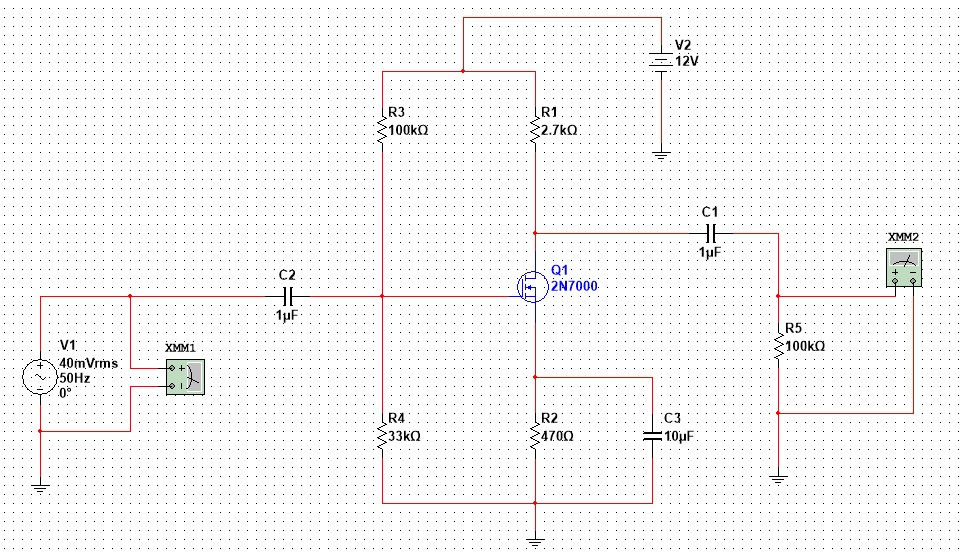 V2
12V
R3
100kΩ
R1
2.7kΩ
C1
1µF
XMM2
Q1
2N7000
C2
1µF
V1
40mVrms
50Hz
0°
XMM1
R5
100kΩ
R4
33kΩ
R2
470Ω
C3
10µF